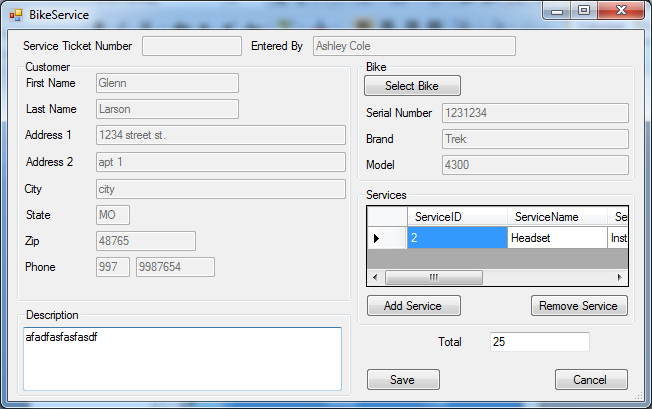 BikeService
Service Ticket Number Entered By Ashley Cole
Customer
First Name Glenn
Last Name Larson
Address 1 1234 street st.
Address 2 apt 1
City city
State MO
Zip 48765
Phone 997 9987654
Bike
Select Bike
Serial Number 1231234
Brand Trek
Model 4300
Services
ServiceID ServiceName Se
2 Headset Inst
Add Service Remove Service
Description
afadfasfasfasdf
Total 25
Save Cancel